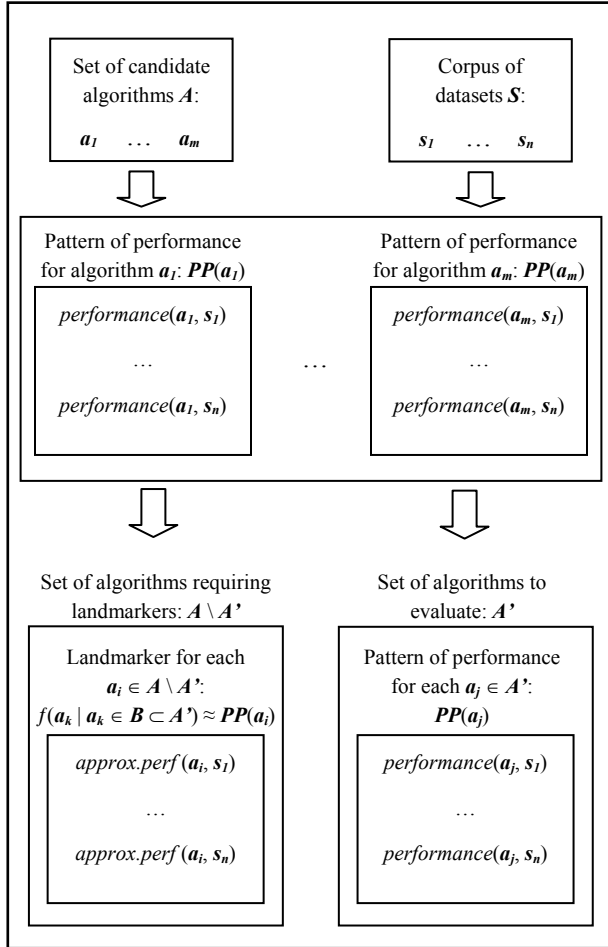 Set of candidate
algorithms A:
a1 … am
Corpus of
datasets S:
s1 … sn
Pattern of performance
for algorithm a1: PP(a1)
performance(a1, s1)
…
performance(a1, sn)
…
Pattern of performance
for algorithm am: PP(am)
performance(am, s1)
…
performance(am, sn)
Set of algorithms requiring
landmarkers: A \ A’
Landmarker for each
ai ∈ A \ A’:
f(ak | ak ∈ B ⊂ A’) ≈ PP(ai)
approx.perf (ai, s1)
…
approx.perf (ai, sn)
Set of algorithms to
evaluate: A’
Pattern of performance
for each aj ∈ A’:
PP(aj)
performance(aj, s1)
…
performance(aj, sn)